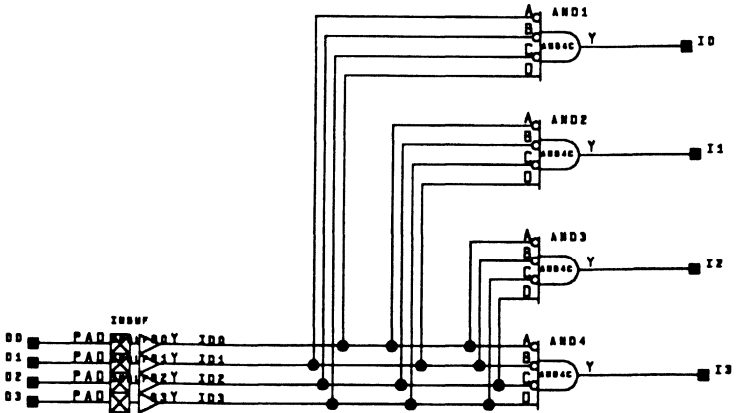 A AND1
B
C AND4C Y I0
D
A AND2
B
C AND4C Y I1
D
A AND3
B
C AND4C Y I2
D
INBUF
D0 PAD Y ID0 A AND4
D1 PAD Y ID1 B
D2 PAD Y ID2 C AND4C Y I3
D3 PAD Y ID3 D